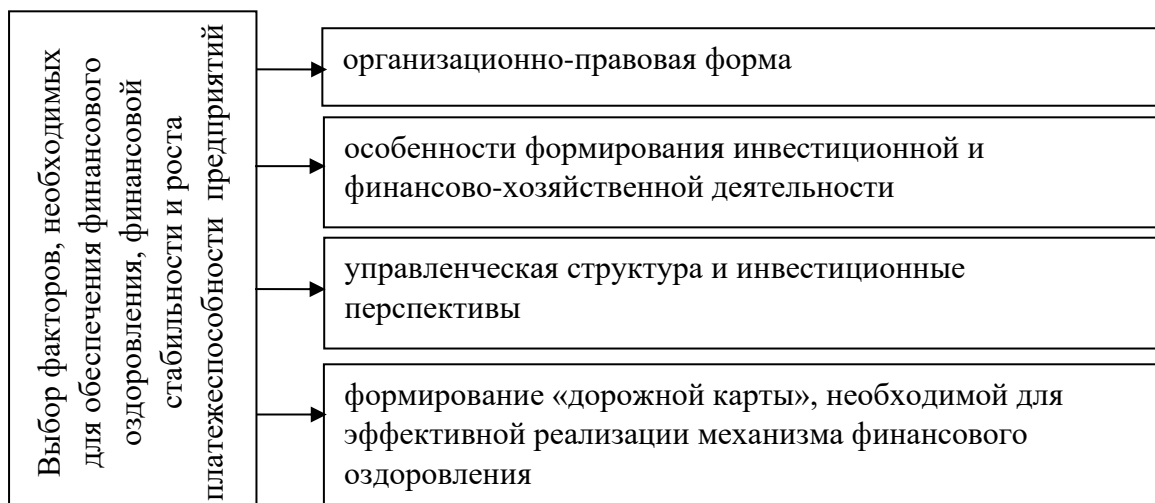 Выбор факторов, необходимых
для обеспечения финансового
оздоровления, финансовой
стабильности и роста
платежеспособности предприятий
организационно-правовая форма
особенности формирования инвестиционной и
финансово-хозяйственной деятельности
управленческая структура и инвестиционные
перспективы
формирование «дорожной карты», необходимой для
эффективной реализации механизма финансового
оздоровления